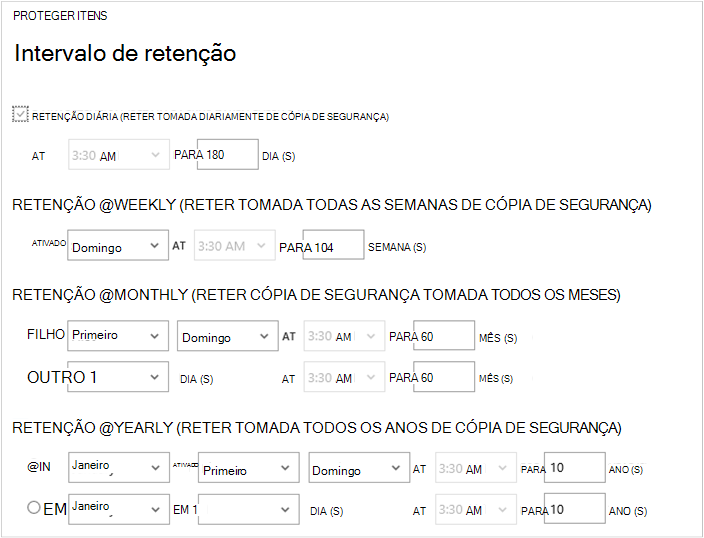 PROTEGER ITENS
Intervalo de retenção
RETENÇÃO DIÁRIA (RETER TOMADA DIARIAMENTE DE CÓPIA DE SEGURANÇA)
AT 3:30 AM PARA 180 DIA (S)
RETENÇÃO @WEEKLY (RETER TOMADA TODAS AS SEMANAS DE CÓPIA DE SEGURANÇA)
ATIVADO Domingo AT 3:30 AM PARA 104 SEMANA (S)
RETENÇÃO @MONTHLY (RETER CÓPIA DE SEGURANÇA TOMADA TODOS OS MESES)
FILHO Primeiro Domingo AT 3:30 AM PARA 60 MÊS (S)
OUTRO 1 DIA (S) AT 3:30 AM PARA 60 MÊS (S)
RETENÇÃO @YEARLY (RETER TOMADA TODOS OS ANOS DE CÓPIA DE SEGURANÇA)
@IN Janeiro ATIVADO Primeiro Domingo AT 3:30 AM PARA 10 ANO (S)
EM Janeiro EM 1 DIA (S) AT 3:30 AM PARA 10 ANO (S)